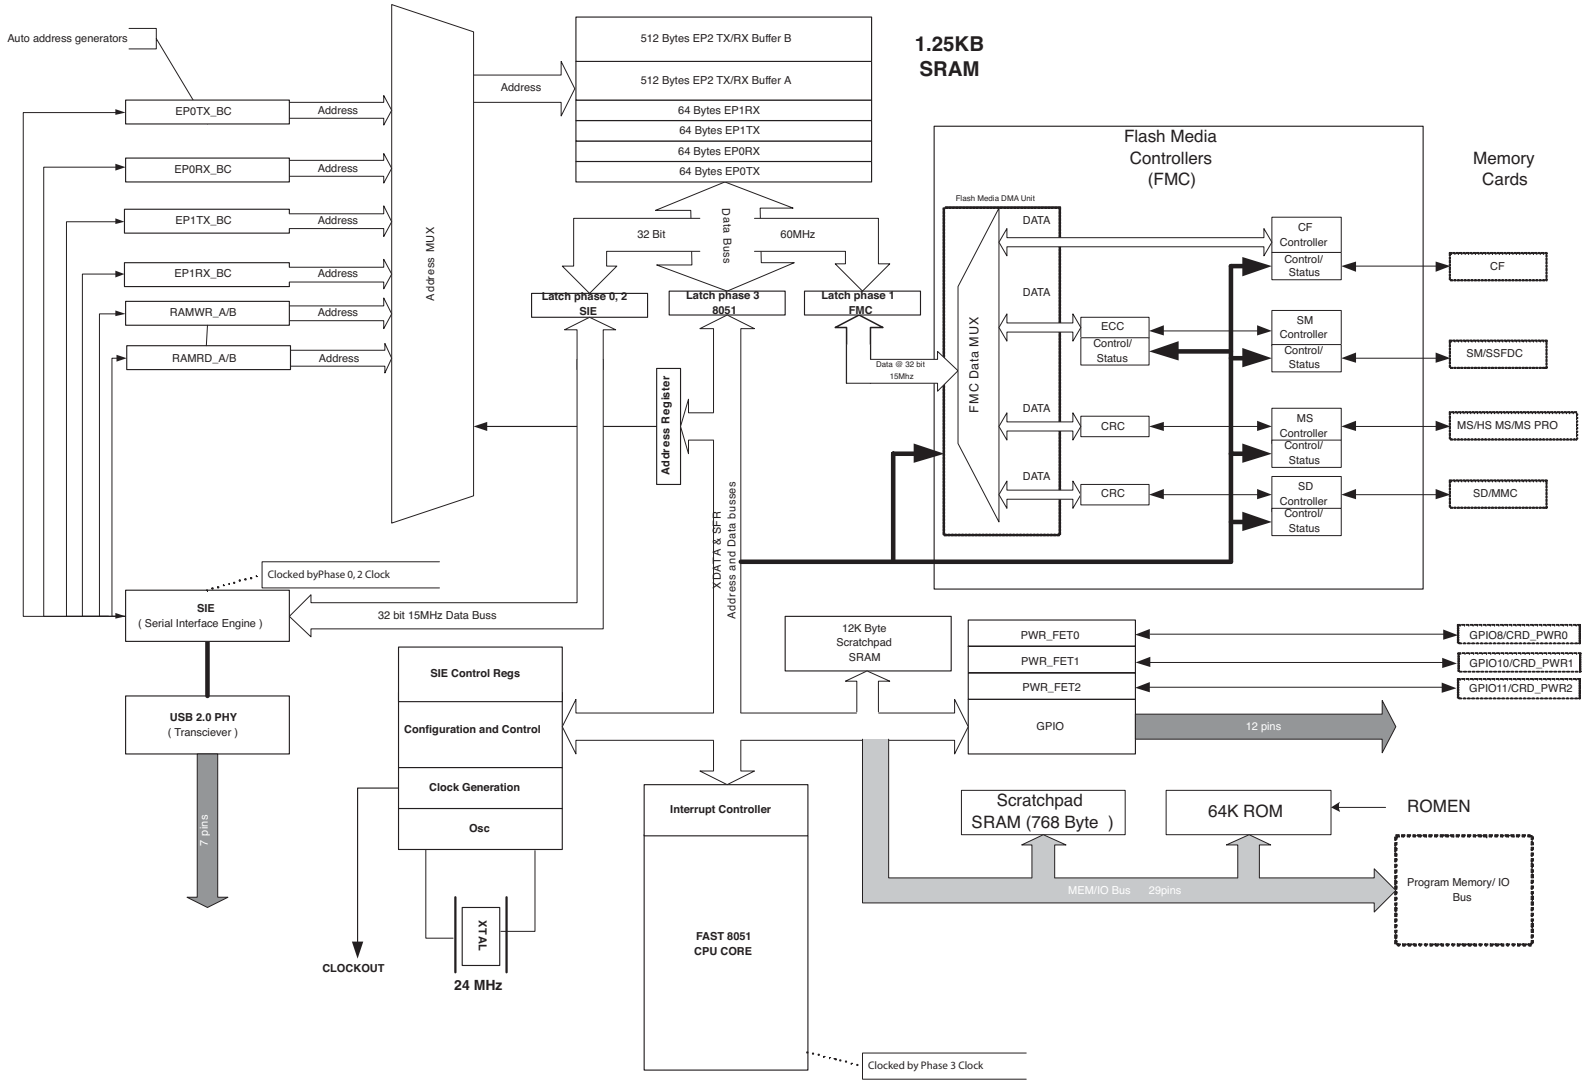 Auto address generators
EP0TX_BC
EP0RX_BC
EP1TX_BC
EP1RX_BC
RAMWR_A/B
RAMRD_A/B
Address
Address
Address
Address
Address
Address
Address MUX
Address
512 Bytes EP2 TX/RX Buffer B
512 Bytes EP2 TX/RX Buffer A
64 Bytes EP1RX
64 Bytes EP1TX
64 Bytes EP0RX
64 Bytes EP0TX
1.25KB
SRAM
32 Bit
Data Buss
60MHz
Latch phase 0, 2
SIE
Latch phase 3
8051
Latch phase 1
FMC
Address Register
Data @ 32 bit
15Mhz
Flash Media
Controllers
(FMC)
Flash Media DMA Unit
FMC Data MUX
DATA
DATA
DATA
DATA
ECC
Control/
Status
CRC
CRC
CF
Controller
Control/
Status
SM
Controller
Control/
Status
MS
Controller
Control/
Status
SD
Controller
Control/
Status
Memory
Cards
CF
SM/SSFDC
MS/HS MS/MS PRO
SD/MMC
XDATA & SFR
Address and Data busses
Clocked byPhase 0, 2 Clock
SIE
( Serial Interface Engine )
32 bit 15MHz Data Buss
USB 2.0 PHY
( Transciever )
7 pins
SIE Control Regs
Configuration and Control
Clock Generation
Osc
CLOCKOUT
XTAL
24 MHz
12K Byte
Scratchpad
SRAM
PWR_FET0
PWR_FET1
PWR_FET2
GPIO
GPIO8/CRD_PWR0
GPIO10/CRD_PWR1
GPIO11/CRD_PWR2
12 pins
Interrupt Controller
FAST 8051
CPU CORE
Clocked by Phase 3 Clock
Scratchpad
SRAM (768 Byte )
64K ROM
ROMEN
MEM/IO Bus 29pins
Program Memory/ IO
Bus